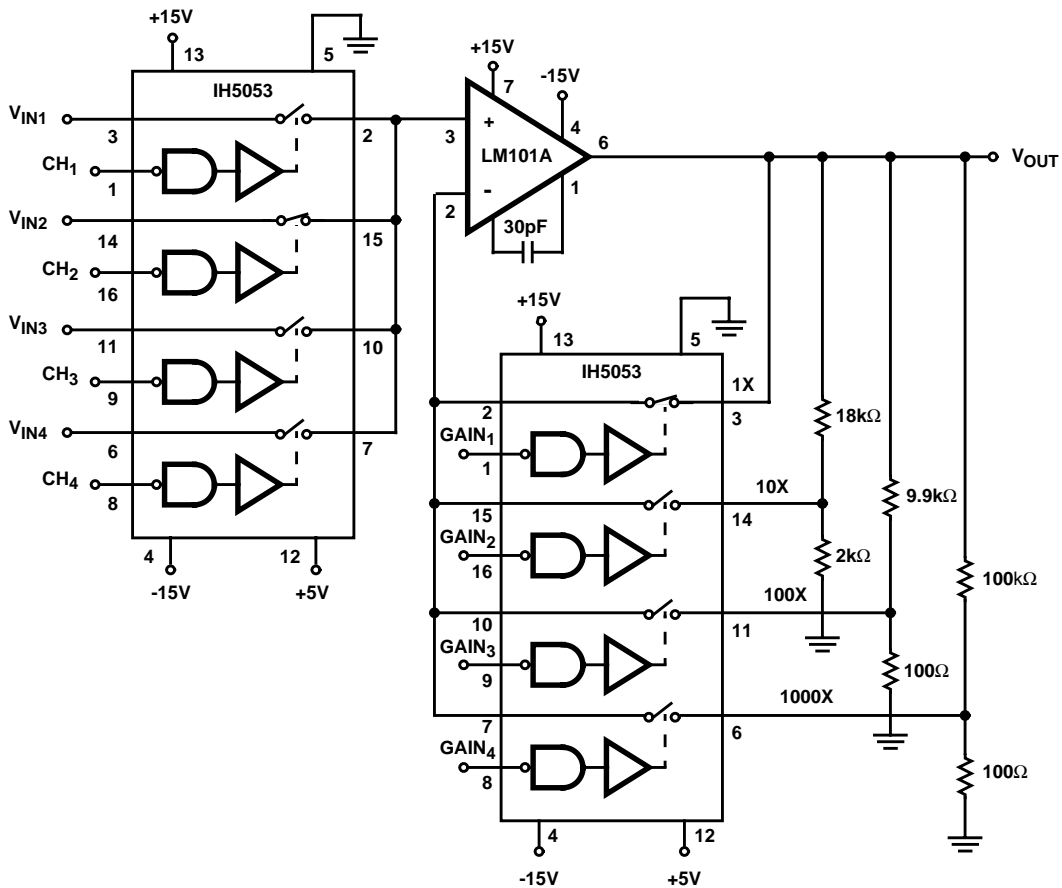 +15V
13
5
IH5053
V_IN1
3
2
CH_1
1
V_IN2
14
15
CH_2
16
V_IN3
11
10
CH_3
9
V_IN4
6
7
CH_4
8
4
12
-15V
+5V
+15V
7
-15V
4
3
+
LM101A
6
-
2
1
30pF
V_OUT
+15V
13
5
IH5053
1X
2
3
GAIN_1
1
10X
15
14
GAIN_2
16
100X
10
11
GAIN_3
9
1000X
7
6
GAIN_4
8
4
12
-15V
+5V
18kΩ
2kΩ
9.9kΩ
100Ω
100kΩ
100Ω